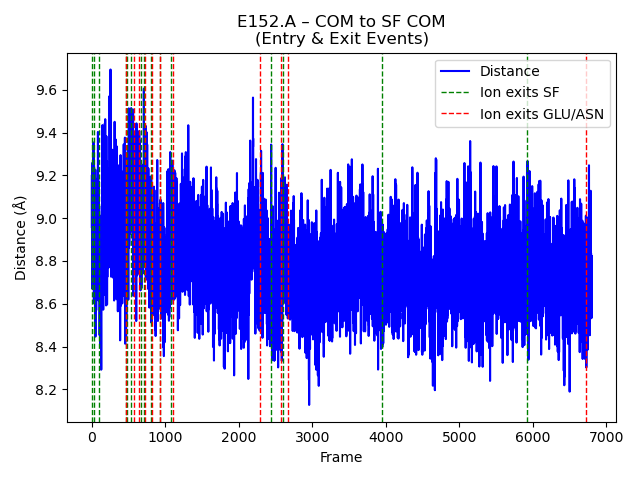 E152.A – COM to SF COM
(Entry & Exit Events)
Distance
Ion exits SF
Ion exits GLU/ASN
Distance (Å)
9.6
9.4
9.2
9.0
8.8
8.6
8.4
8.2
0 1000 2000 3000 4000 5000 6000 7000
Frame